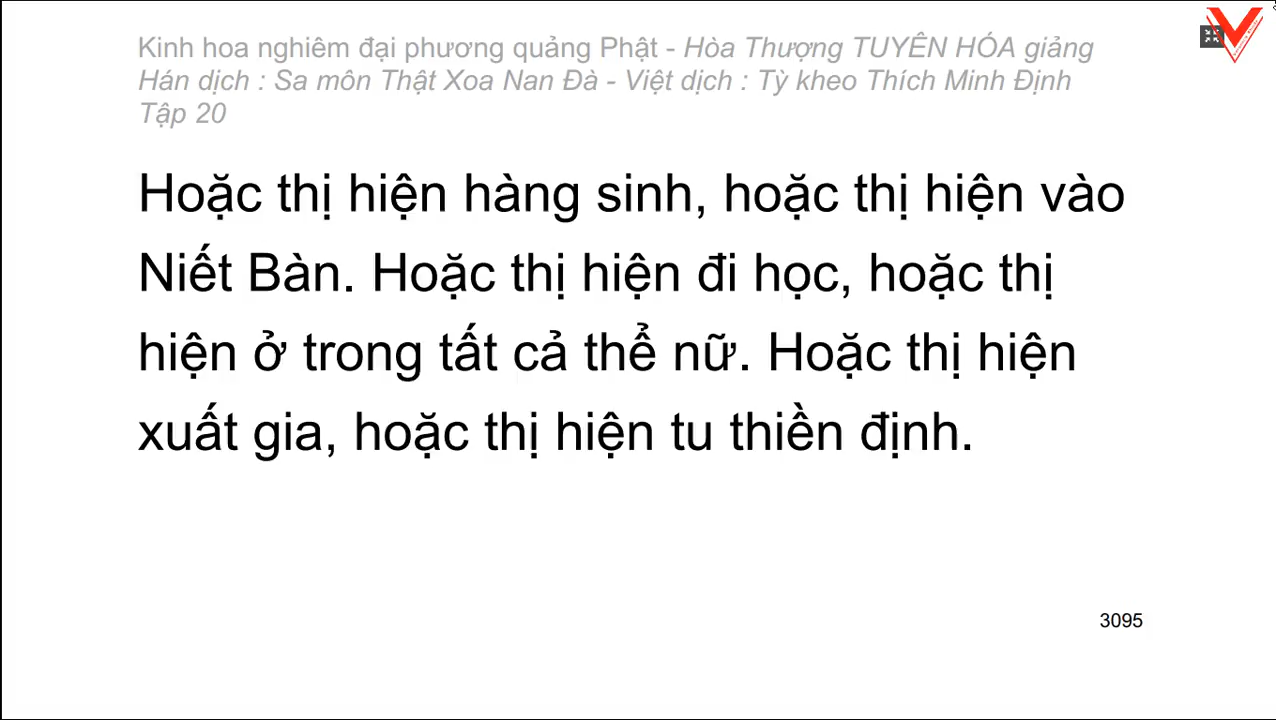 Kinh hoa nghiêm đại phương quảng Phật - Hòa Thượng TUYÊN HÓA giảng
Hán dịch : Sa môn Thật Xoa Nan Đà - Việt dịch : Tỳ kheo Thích Minh Định
Tập 20
Hoặc thị hiện hàng sinh, hoặc thị hiện vào
Niết Bàn. Hoặc thị hiện đi học, hoặc thị
hiện ở trong tất cả thể nữ. Hoặc thị hiện
xuất gia, hoặc thị hiện tu thiền định.
3095